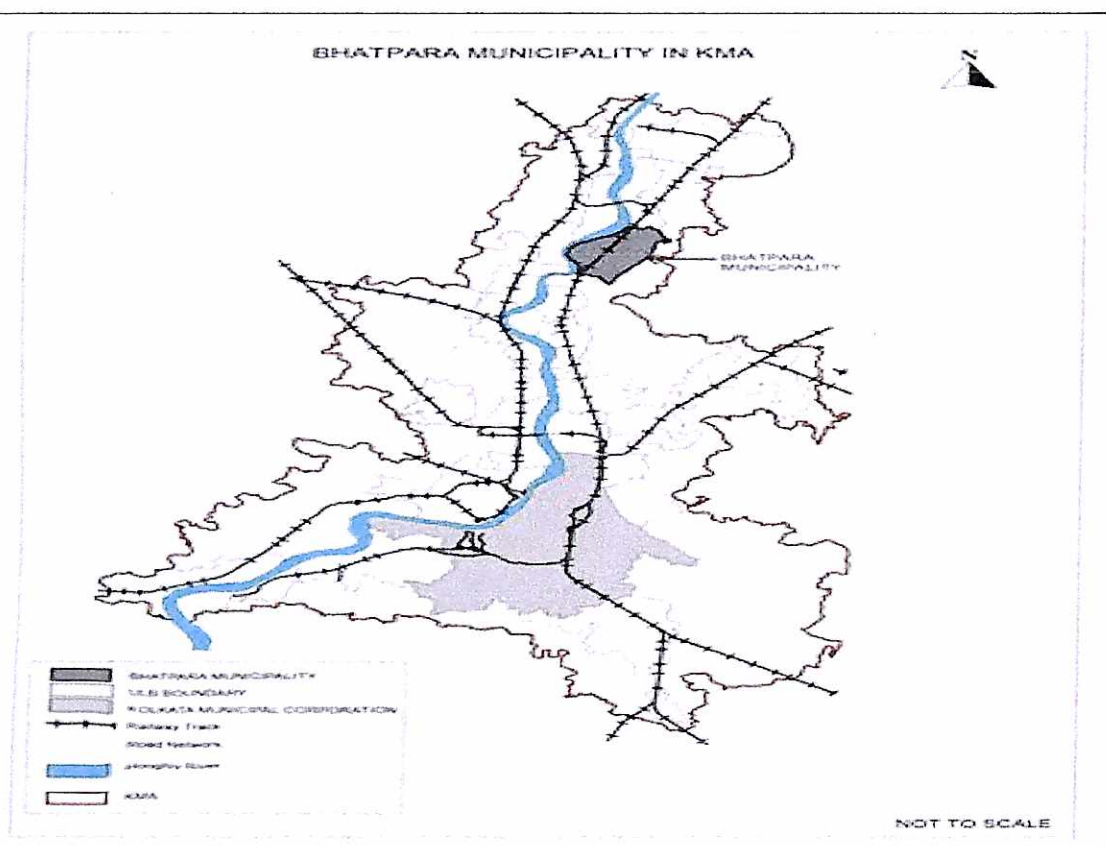 BHATPARA MUNICIPALITY IN KMA
N
BHATPARA
MUNICIPALITY
BHATPARA MUNICIPALITY
ULB BOUNDARY
KOLKATA MUNICIPAL CORPORATION
Railway Track
Road Network
Hooghly River
KMA
NOT TO SCALE